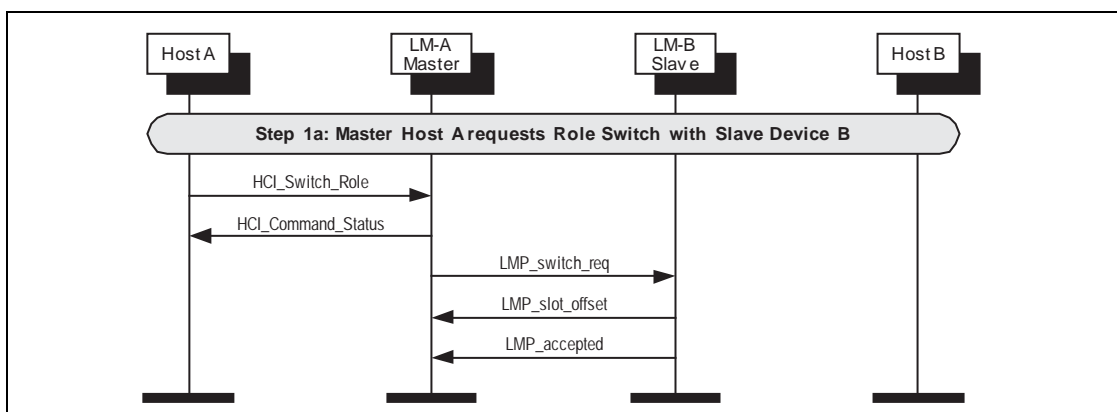 Host A
LM-A
Master
LM-B
Slave
Host B
Step 1a: Master Host A requests Role Switch with Slave Device B
HCI_Switch_Role
HCI_Command_Status
LMP_switch_req
LMP_slot_offset
LMP_accepted